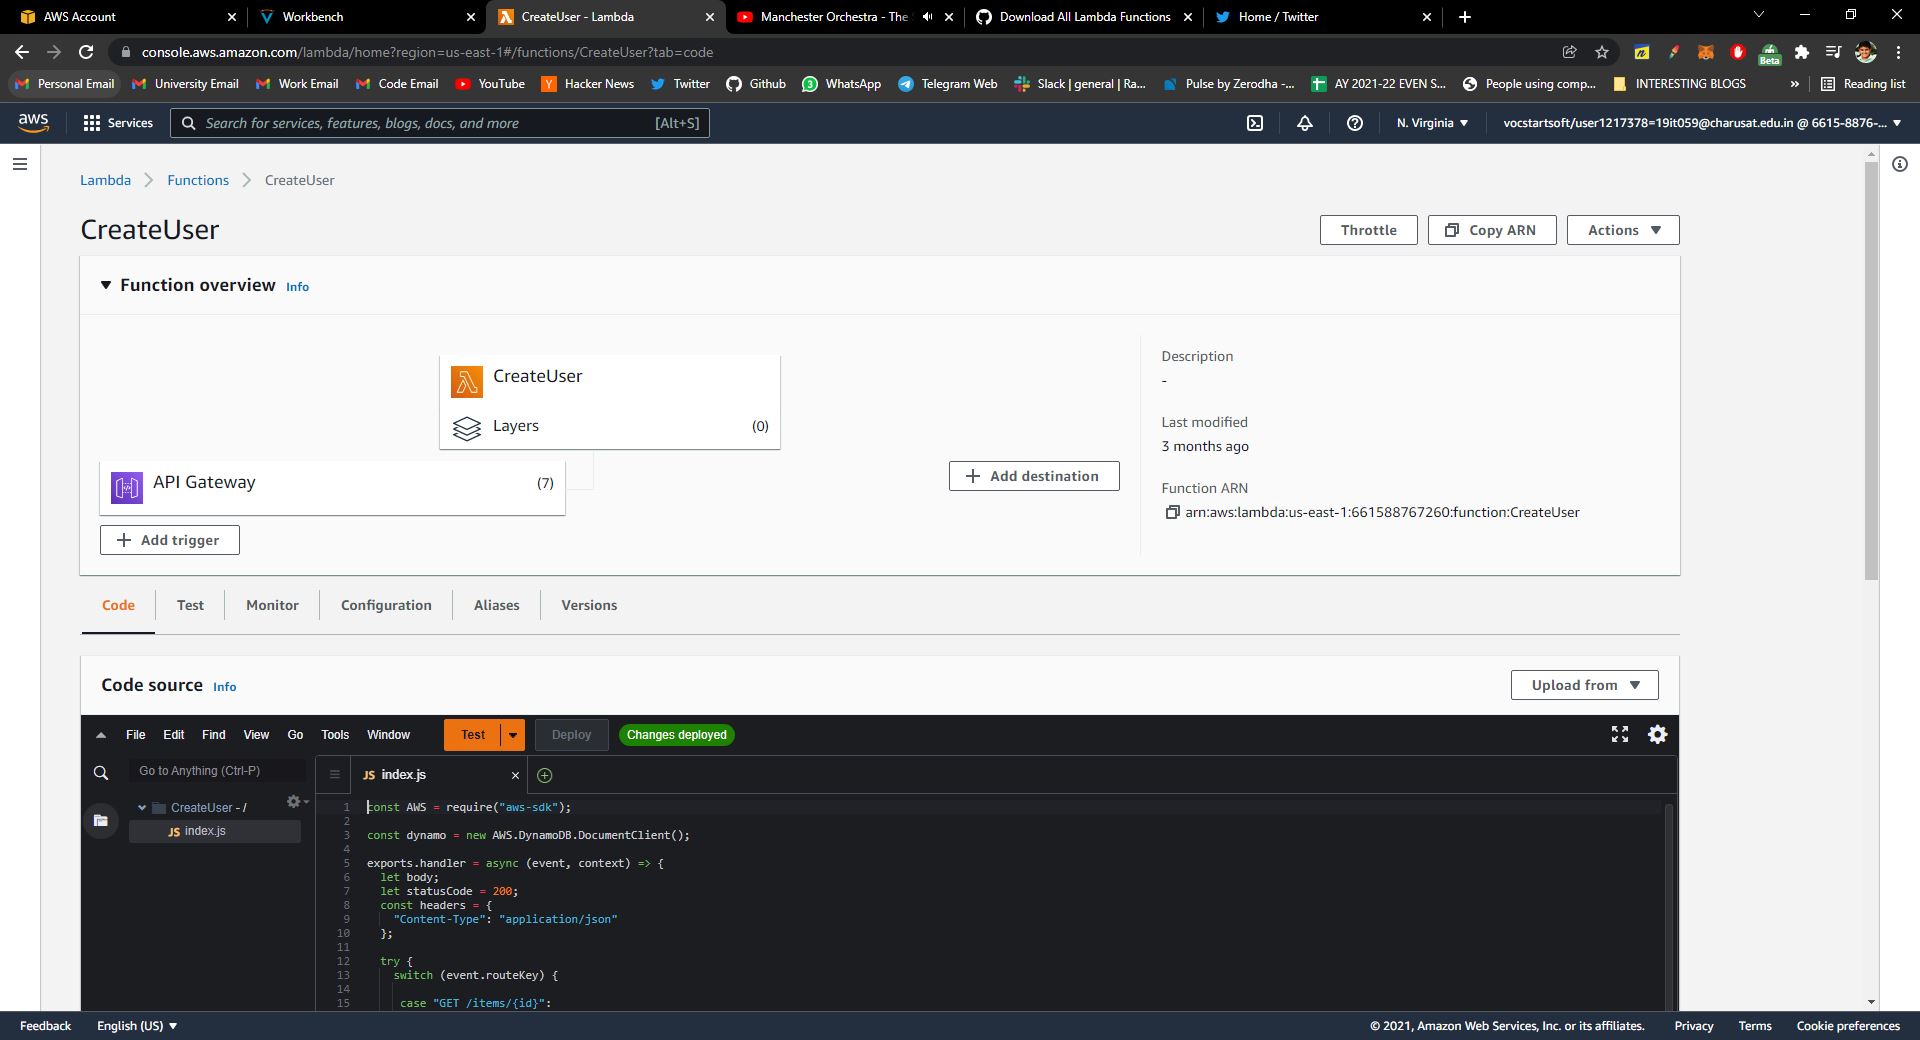 AWS Account
Workbench
CreateUser - Lambda
Manchester Orchestra - The
Download All Lambda Functions
Home / Twitter
console.aws.amazon.com/lambda/home?region=us-east-1#/functions/CreateUser?tab=code
Beta
Personal Email
University Email
Work Email
Code Email
YouTube
Hacker News
Twitter
Github
WhatsApp
Telegram Web
Slack | general | Ra...
Pulse by Zerodha -...
AY 2021-22 EVEN S...
People using comp...
INTERESTING BLOGS
»
Reading list
aws
Services
Search for services, features, blogs, docs, and more
[Alt+S]
N. Virginia
vocstartsoft/user1217378=19it059@charusat.edu.in @ 6615-8876-...
Lambda
Functions
CreateUser
CreateUser
Throttle
Copy ARN
Actions
Function overview Info
CreateUser
Layers (0)
API Gateway (7)
Add trigger
Add destination
Description
-
Last modified
3 months ago
Function ARN
arn:aws:lambda:us-east-1:661588767260:function:CreateUser
Code
Test
Monitor
Configuration
Aliases
Versions
Code source Info
Upload from
File
Edit
Find
View
Go
Tools
Window
Test
Deploy
Changes deployed
Go to Anything (Ctrl-P)
CreateUser - /
JS index.js
JS index.js
1 const AWS = require("aws-sdk");
2
3 const dynamo = new AWS.DynamoDB.DocumentClient();
4
5 exports.handler = async (event, context) => {
6 let body;
7 let statusCode = 200;
8 const headers = {
9 "Content-Type": "application/json"
10 };
11
12 try {
13 switch (event.routeKey) {
14
15 case "GET /items/{id}":
Feedback
English (US)
© 2021, Amazon Web Services, Inc. or its affiliates.
Privacy
Terms
Cookie preferences